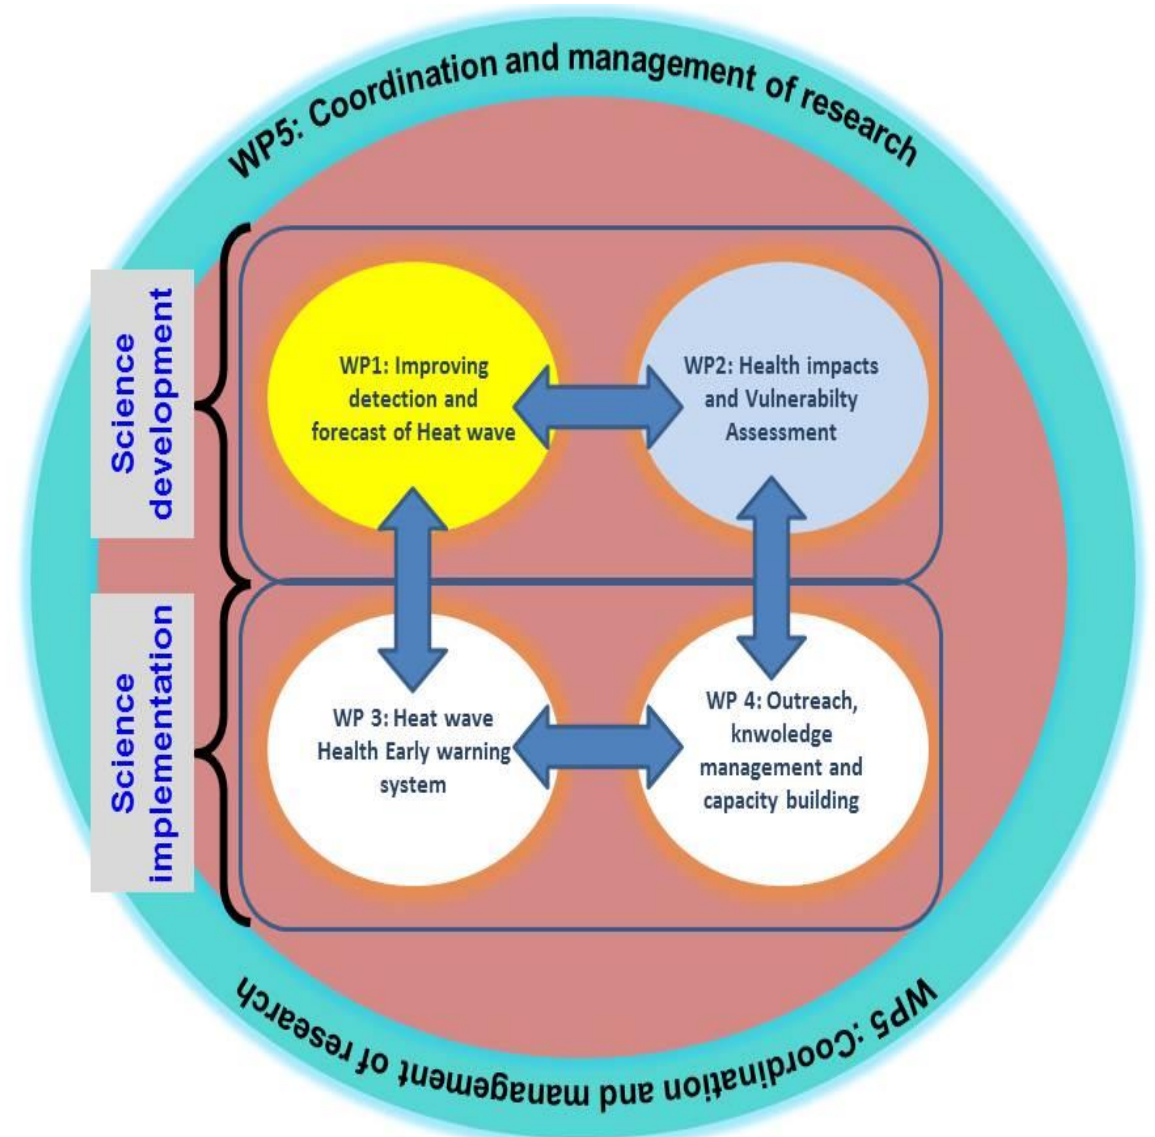 WP5: Coordination and management of research
Science
development
WP1: Improving
detection and
forecast of Heat wave
WP2: Health impacts
and Vulnerabilty
Assessment
Science
implementation
WP 3: Heat wave
Health Early warning
system
WP 4: Outreach,
knwoledge
management and
capacity building
WP5 :Coordination and management of research